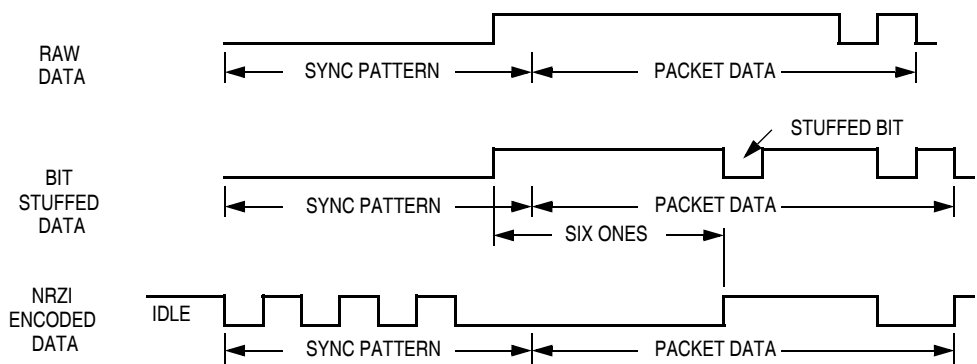 RAW
DATA
SYNC PATTERN
PACKET DATA
STUFFED BIT
BIT
STUFFED
DATA
SYNC PATTERN
PACKET DATA
SIX ONES
NRZI
ENCODED
DATA
IDLE
SYNC PATTERN
PACKET DATA